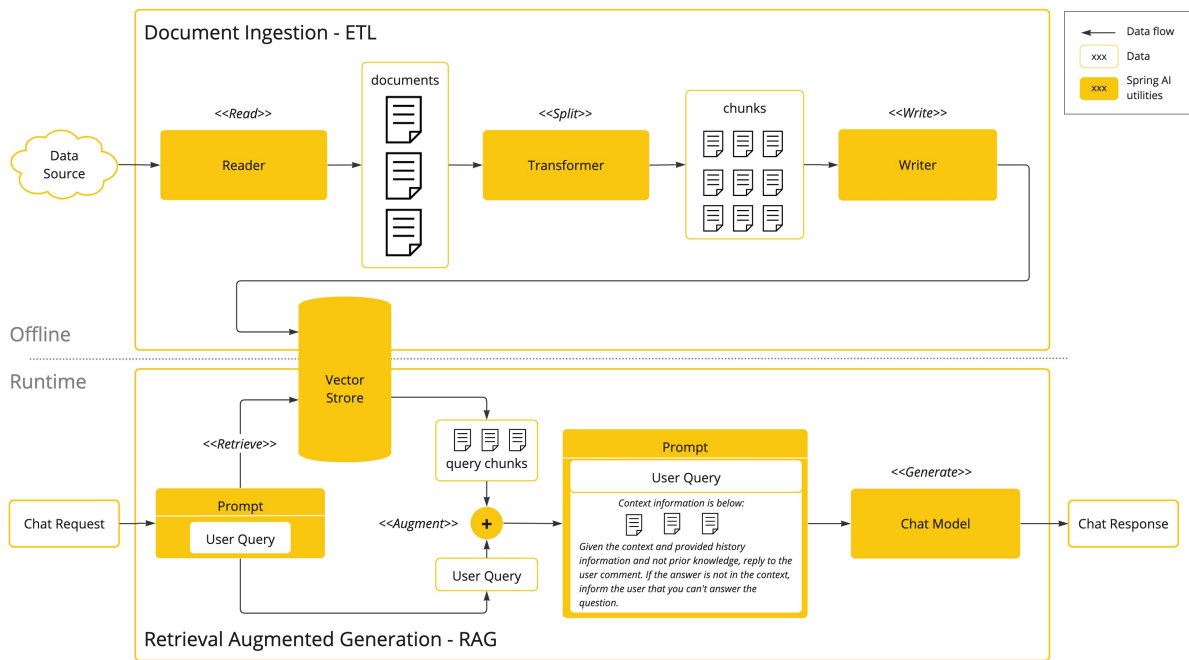 Document Ingestion - ETL
Data flow
xxx
Data
xxx
Spring AI
utilities
<<Read>>
documents
<<Split>>
chunks
<<Write>>
Data
Source
Reader
Transformer
Writer
Offline
Runtime
Vector
Strore
<<Retrieve>>
query chunks
Prompt
User Query
Context information is below:
Given the context and provided history
information and not prior knowledge, reply to the
user comment. If the answer is not in the context,
inform the user that you can't answer the
question.
<<Generate>>
Chat Request
Prompt
User Query
<<Augment>>
+
User Query
Chat Model
Chat Response
Retrieval Augmented Generation - RAG